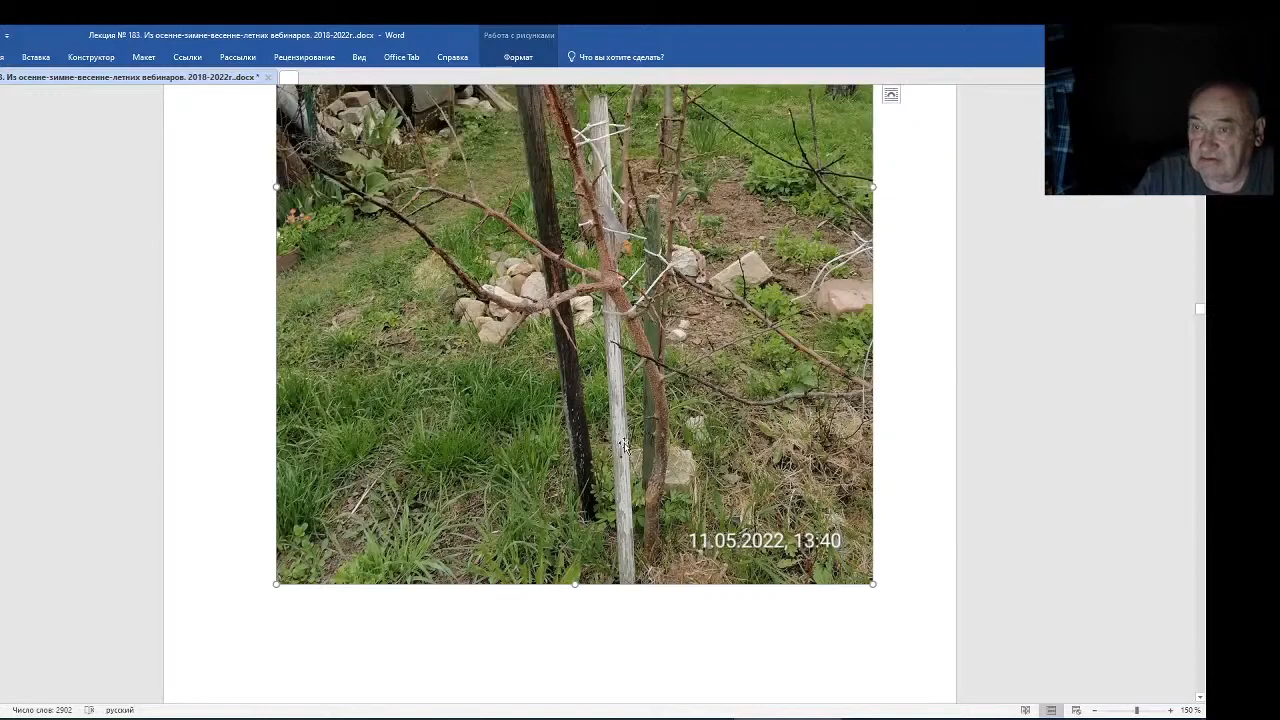 Лекция № 183. Из осенне-зимне-весенне-летних вебинаров. 2018-2022г..docx - Word
Работа с рисунками
Вставка Конструктор Макет Ссылки Рассылки Рецензирование Вид Office Tab Справка Формат Что вы хотите сделать?
3. Из осенне-зимне-весенне-летних вебинаров. 2018-2022г..docx *
11.05.2022, 13:40
Число слов: 2902 русский 150 %